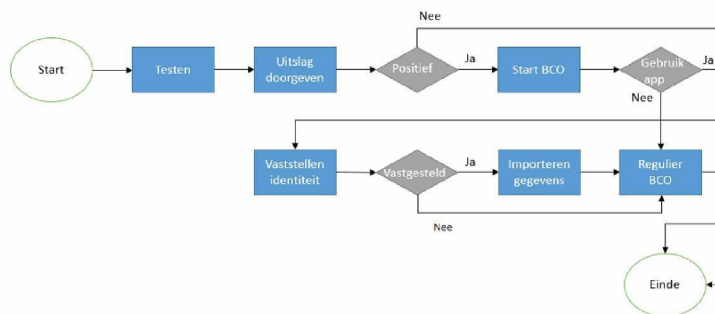 Nee
Start
Testen
Uitslag
doorgeven
Positief
Ja
Start BCO
Gebruik
app
Ja
Nee
Vaststellen
identiteit
Vastgesteld
Ja
Importeren
gegevens
Regulier
BCO
Nee
Einde